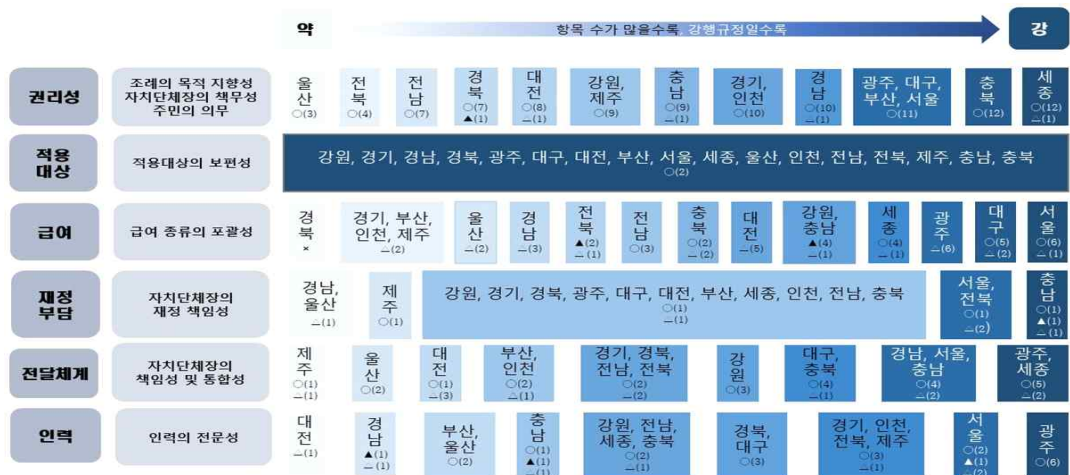 약
항목 수가 많을수록, 강행규정일수록
강
권리성
조례의 목적 지향성
자치단체장의 책무성
주민의 의무
울산
○(3)
전북
○(4)
전남
○(7)
경북
○(7)
▲(1)
대전
○(8)
△(1)
강원,
제주
○(9)
충남
○(9)
△(1)
경기,
인천
○(10)
경남
○(10)
△(1)
광주, 대구
부산, 서울
○(11)
충북
○(12)
세종
○(12)
△(1)
적용
대상
적용대상의 보편성
강원, 경기, 경남, 경북, 광주, 대구, 대전, 부산, 서울, 세종, 울산, 인천, 전남, 전북, 제주, 충남, 충북
○(2)
급여
급여 종류의 포괄성
경북
×
경기, 부산,
인천, 제주
△(2)
울산
△(2)
경남
△(3)
전북
▲(2)
△(1)
전남
○(3)
충북
○(2)
△(2)
대전
△(5)
강원,
충남
▲(4)
△(1)
세종
○(4)
△(1)
광주
△(6)
대구
○(5)
△(2)
서울
○(6)
△(1)
재정
부담
자치단체장의
재정 책임성
경남,
울산
△(1)
제주
○(1)
강원, 경기, 경북, 광주, 대구, 대전, 부산, 세종, 인천, 전남, 충북
○(1)
△(1)
서울,
전북
○(1)
△(2)
충남
○(1)
▲(1)
△(1)
전달체계
자치단체장의
책임성 및 통합성
제주
○(1)
△(1)
울산
○(2)
대전
○(1)
△(3)
부산,
인천
○(2)
△(1)
경기, 경북,
전남, 전북
○(2)
△(2)
강원
○(3)
대구,
충북
○(4)
△(1)
경남, 서울,
충남
○(4)
△(2)
광주,
세종
○(5)
△(2)
인력
인력의 전문성
대전
△(1)
경남
▲(1)
△(1)
부산,
울산
○(2)
충남
○(1)
▲(1)
△(1)
강원, 전남,
세종, 충북
○(2)
△(1)
경북,
대구
○(3)
경기, 인천,
전북, 제주
○(3)
△(1)
서울
○(2)
▲(1)
△(2)
광주
○(6)